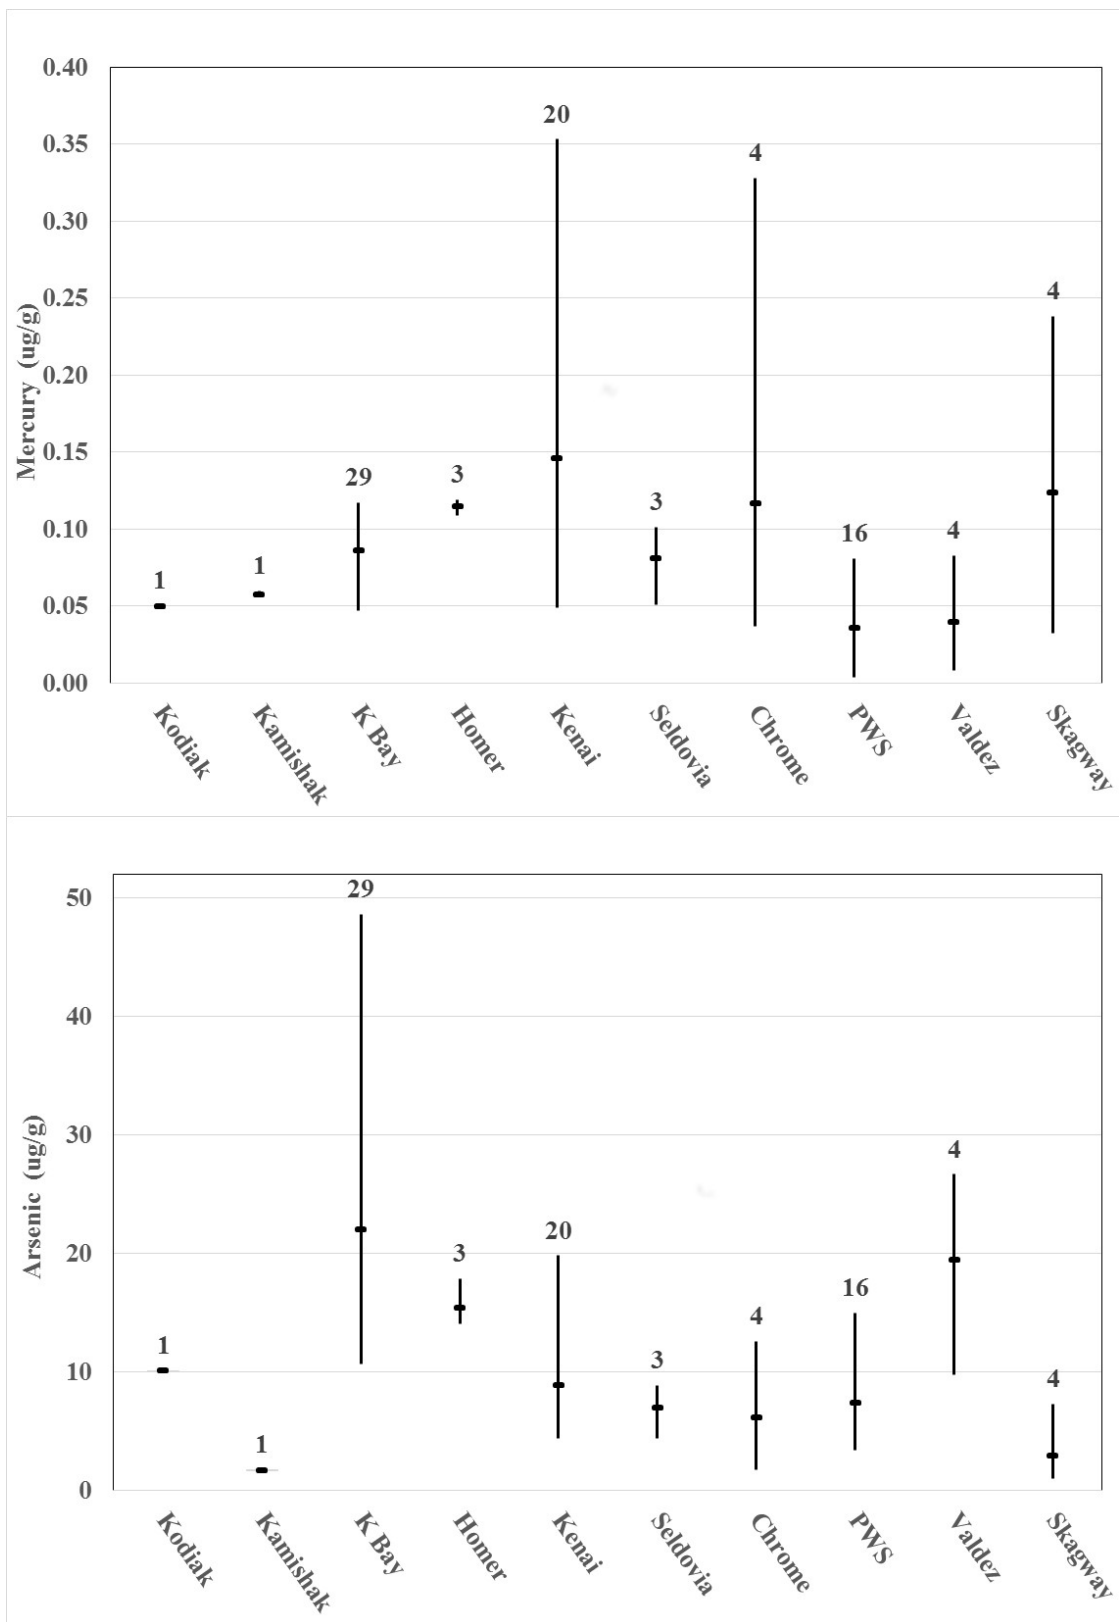 0.40
20
0.35
4
0.30
0.25
4
Mercury (ug/g)
0.20
0.15
29
3
3
0.10
16
4
1
1
0.05
0.00
Kodiak
Kamishak
K Bay
Homer
Kenai
Seldovia
Chrome
PWS
Valdez
Skagway
50
29
40
Arsenic (ug/g)
30
4
20
20
3
16
4
1
3
4
10
1
0
Kodiak
Kamishak
K Bay
Homer
Kenai
Seldovia
Chrome
PWS
Valdez
Skagway